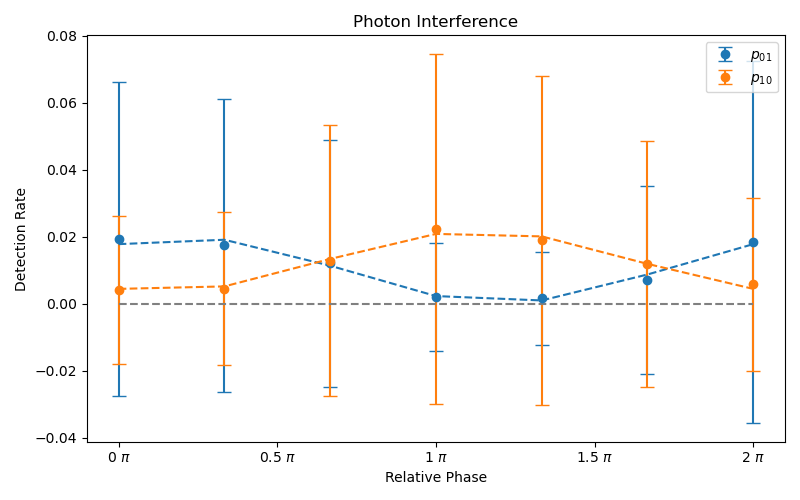 Photon Interference
0.08
0.06
0.04
0.02
0.00
−0.02
−0.04
Detection Rate
p01
p10
0 π
0.5 π
1 π
1.5 π
2 π
Relative Phase